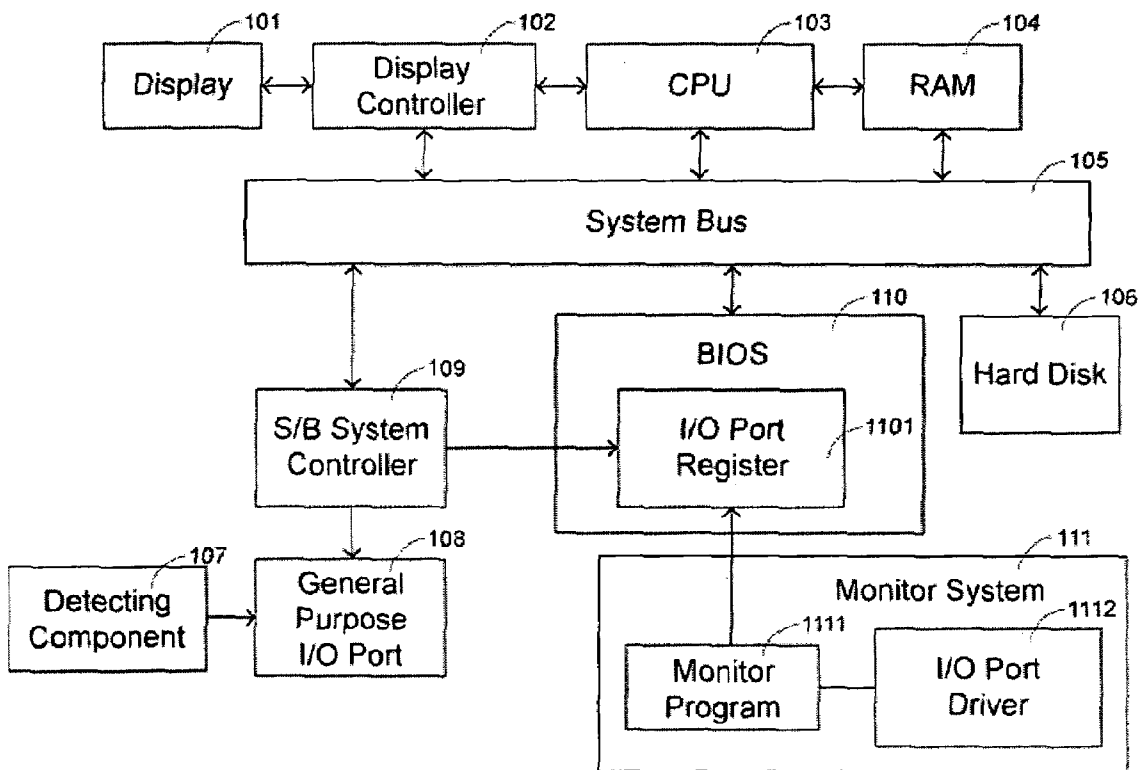 101
102
103
104
Display
Display
Controller
CPU
RAM
105
System Bus
110
106
BIOS
Hard Disk
109
S/B System
Controller
I/O Port
Register
1101
107
108
111
Detecting
Component
General
Purpose
I/O Port
Monitor System
1111
1112
Monitor
Program
I/O Port
Driver